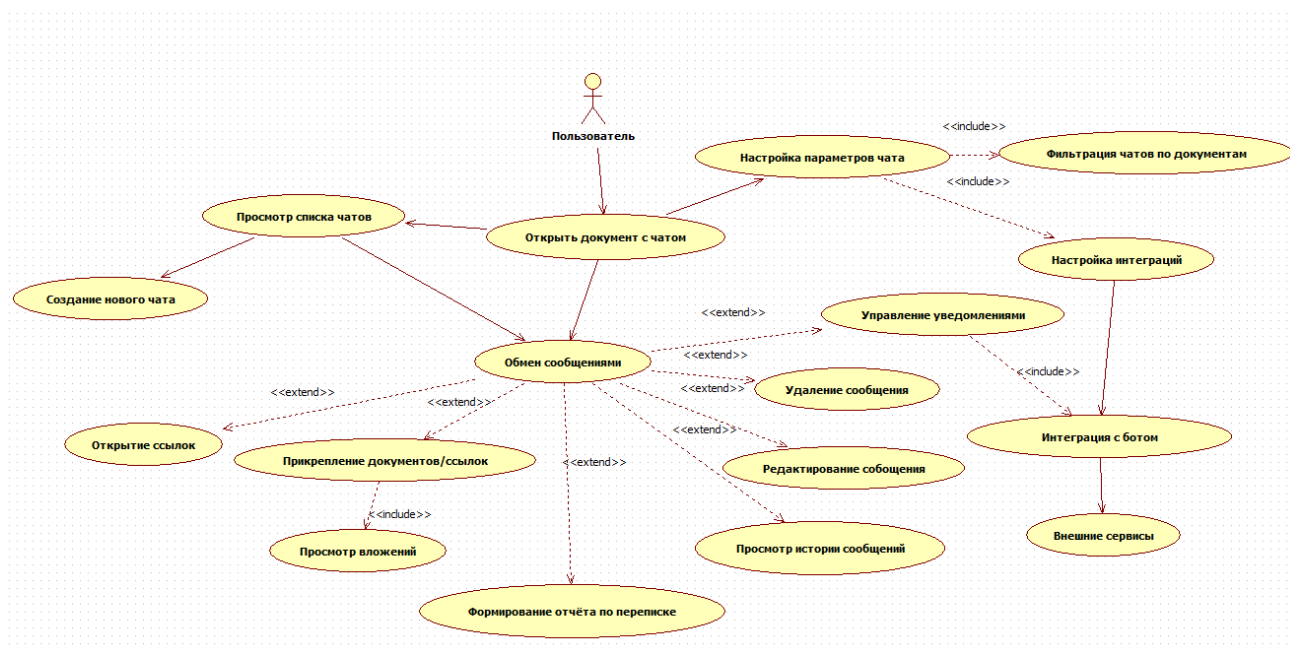 Пользователь
<<include>>
Настройка параметров чата
Фильтрация чатов по документам
<<include>>
Просмотр списка чатов
Открыть документ с чатом
Настройка интеграций
Создание нового чата
<<extend>>
Управление уведомлениями
Обмен сообщениями
<<extend>>
<<include>>
<<extend>>
Удаление сообщения
<<extend>>
<<extend>>
<<extend>>
Открытие ссылок
Интеграция с ботом
Прикрепление документов/ссылок
<<extend>>
Редактирование собощения
<<include>>
Просмотр вложений
Просмотр истории сообщений
Внешние сервисы
Формирование отчёта по переписке